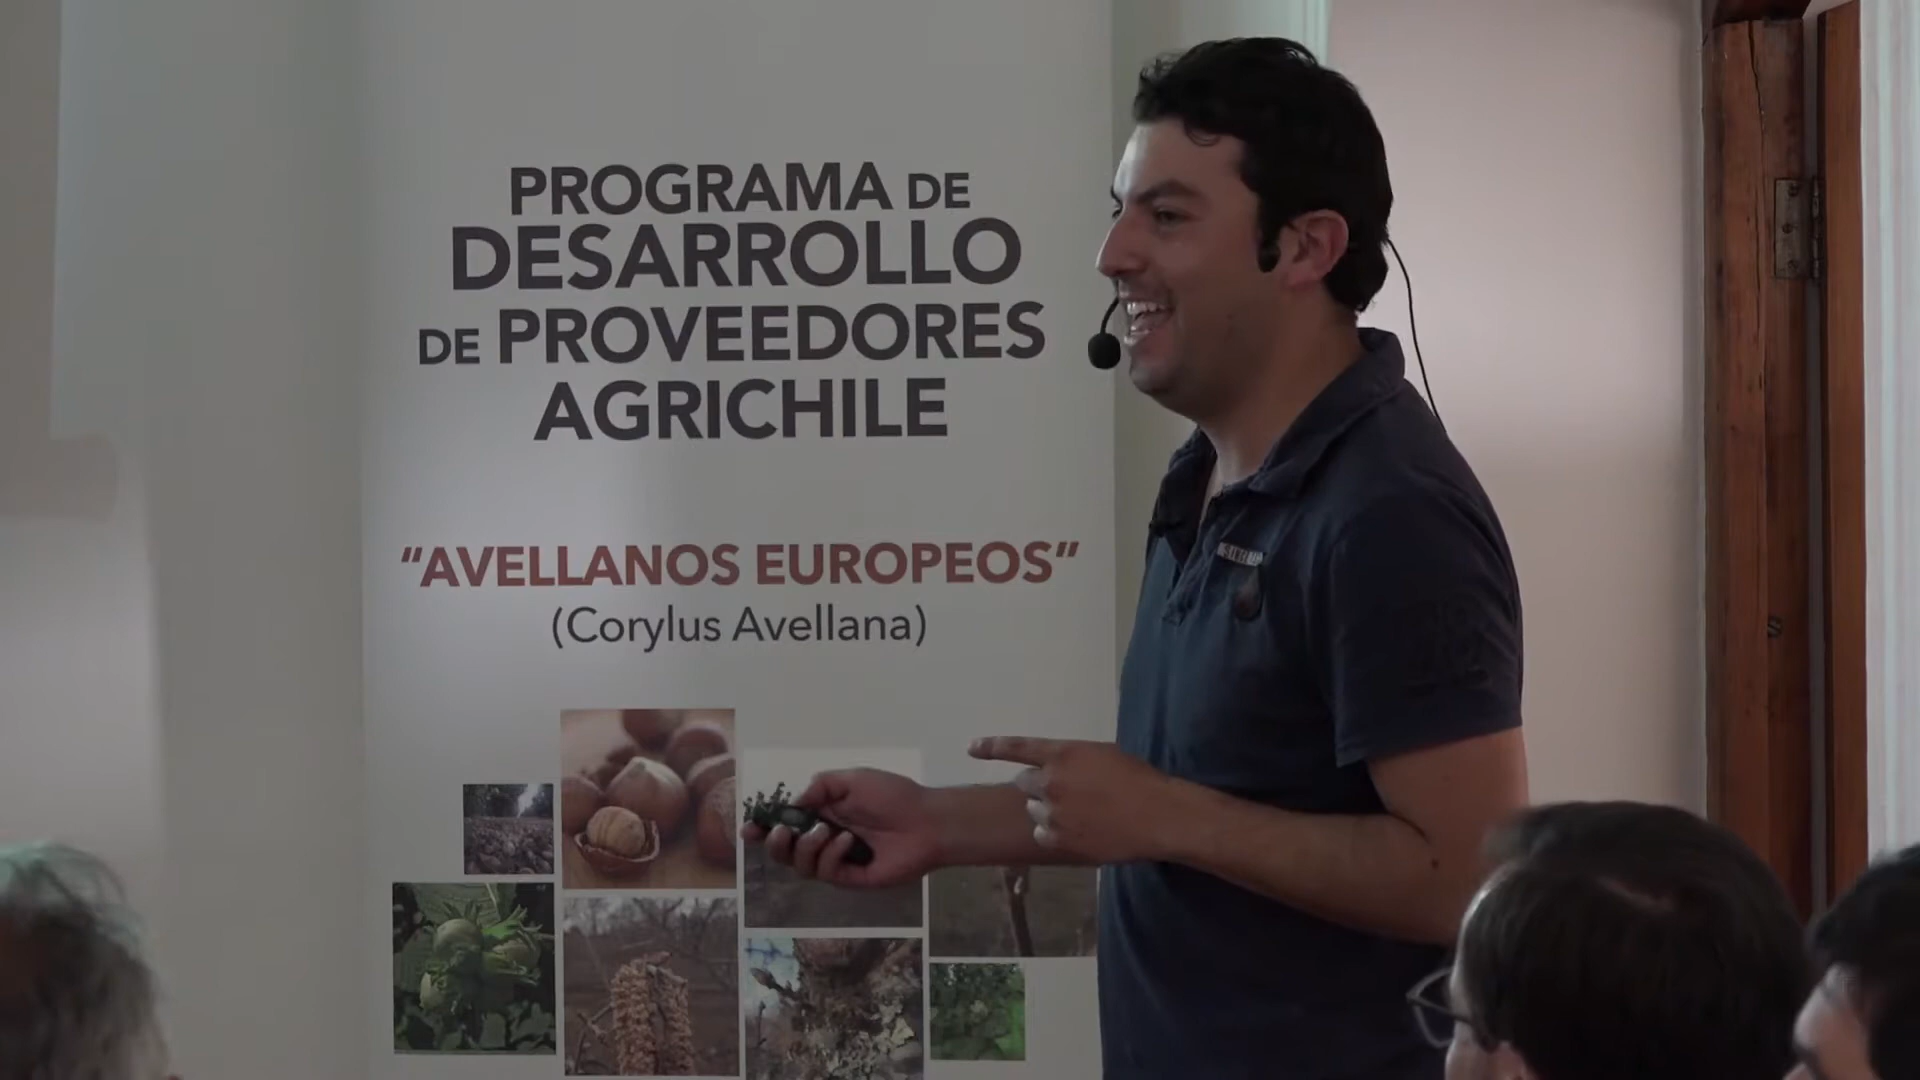 PROGRAMA DE
DESARROLLO
DE PROVEEDORES
AGRICHILE
“AVELLANOS EUROPEOS”
(Corylus Avellana)